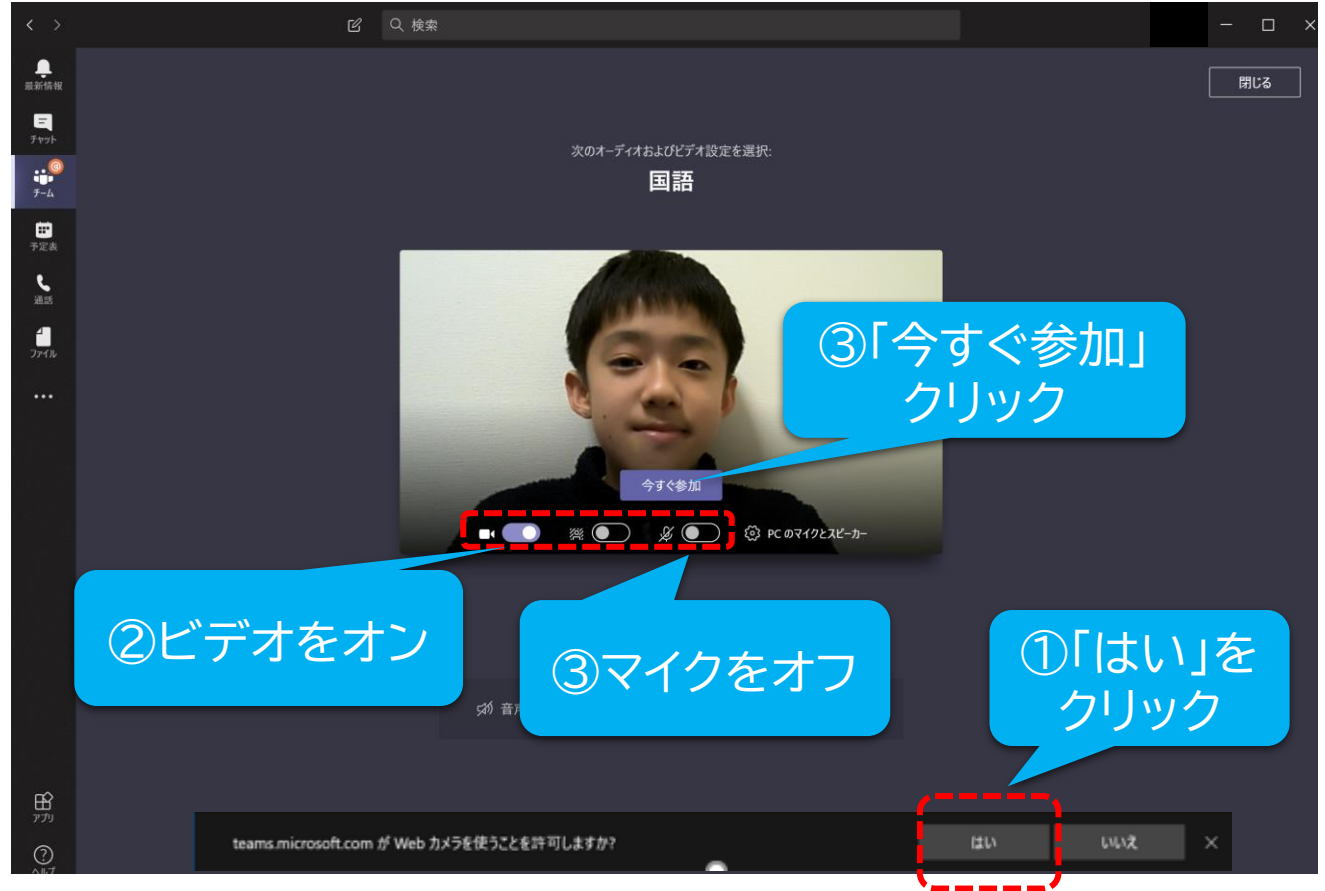 検索
最新情報
チャット
チーム
予定表
通話
ファイル
閉じる
次のオーディオおよびビデオ設定を選択:
国語
③「今すぐ参加」
クリック
今すぐ参加
PC のマイクとスピーカー
②ビデオをオン
③マイクをオフ
①「はい」を
クリック
アプリ
ヘルプ
teams.microsoft.com が Web カメラを使うことを許可しますか?
はい
いいえ